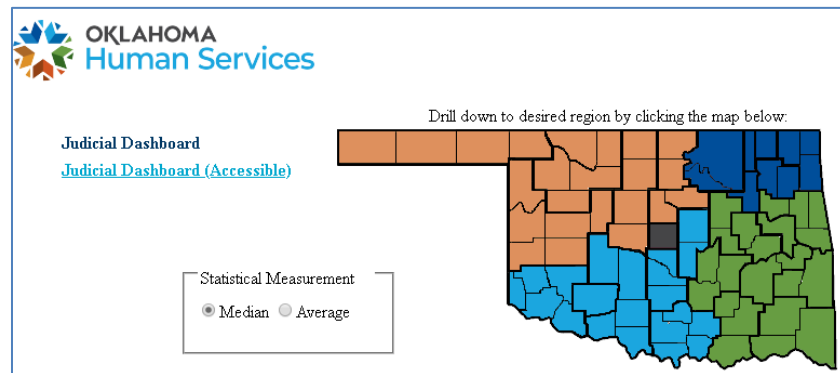 OKLAHOMA
Human Services
Drill down to desired region by clicking the map below:
Judicial Dashboard
Judicial Dashboard (Accessible)
Statistical Measurement
Median Average